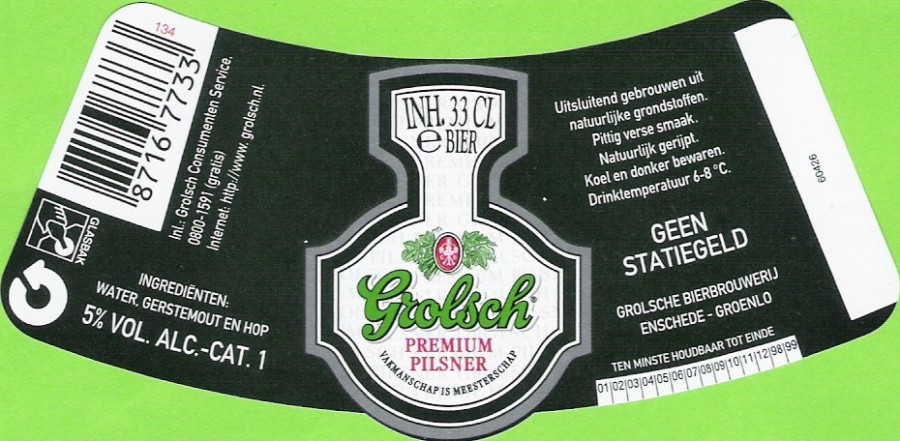 134
87167733
Inl.: Grolsch Consumenten Service.
0800-1591 (gratis)
Internet: http://www.grolsch.nl.
GLASBAK
INGREDIËNTEN:
WATER, GERSTEMOUT EN HOP
5% VOL. ALC.-CAT. 1
INH. 33 CL
e BIER
Grolsch®
PREMIUM
PILSNER
VAKMANSCHAP IS MEESTERSCHAP
Uitsluitend gebrouwen uit
natuurlijke grondstoffen.
Pittig verse smaak.
Natuurlijk gerijpt.
Koel en donker bewaren.
Drinktemperatuur 6-8 °C.
GEEN
STATIEGELD
GROLSCHE BIERBROUWERIJ
ENSCHEDE - GROENLO
TEN MINSTE HOUDBAAR TOT EINDE
01|02|03|04|05|06|07|08|09|10|11|12|98|99
60426